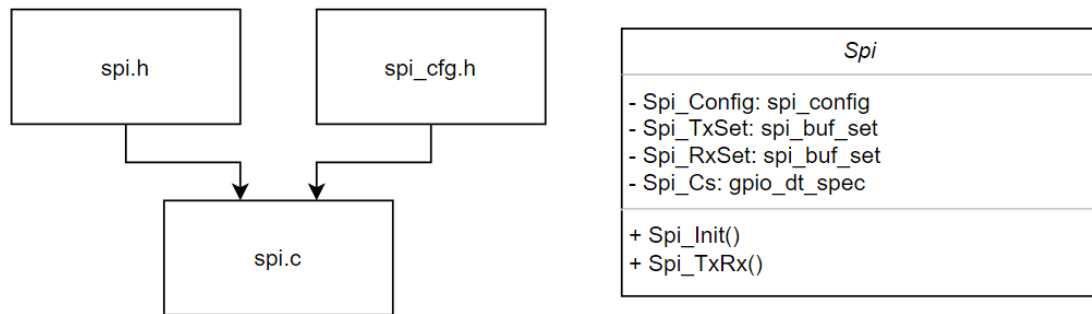 spi.h
spi_cfg.h
spi.c
Spi
- Spi_Config: spi_config
- Spi_TxSet: spi_buf_set
- Spi_RxSet: spi_buf_set
- Spi_Cs: gpio_dt_spec
+ Spi_Init()
+ Spi_TxRx()